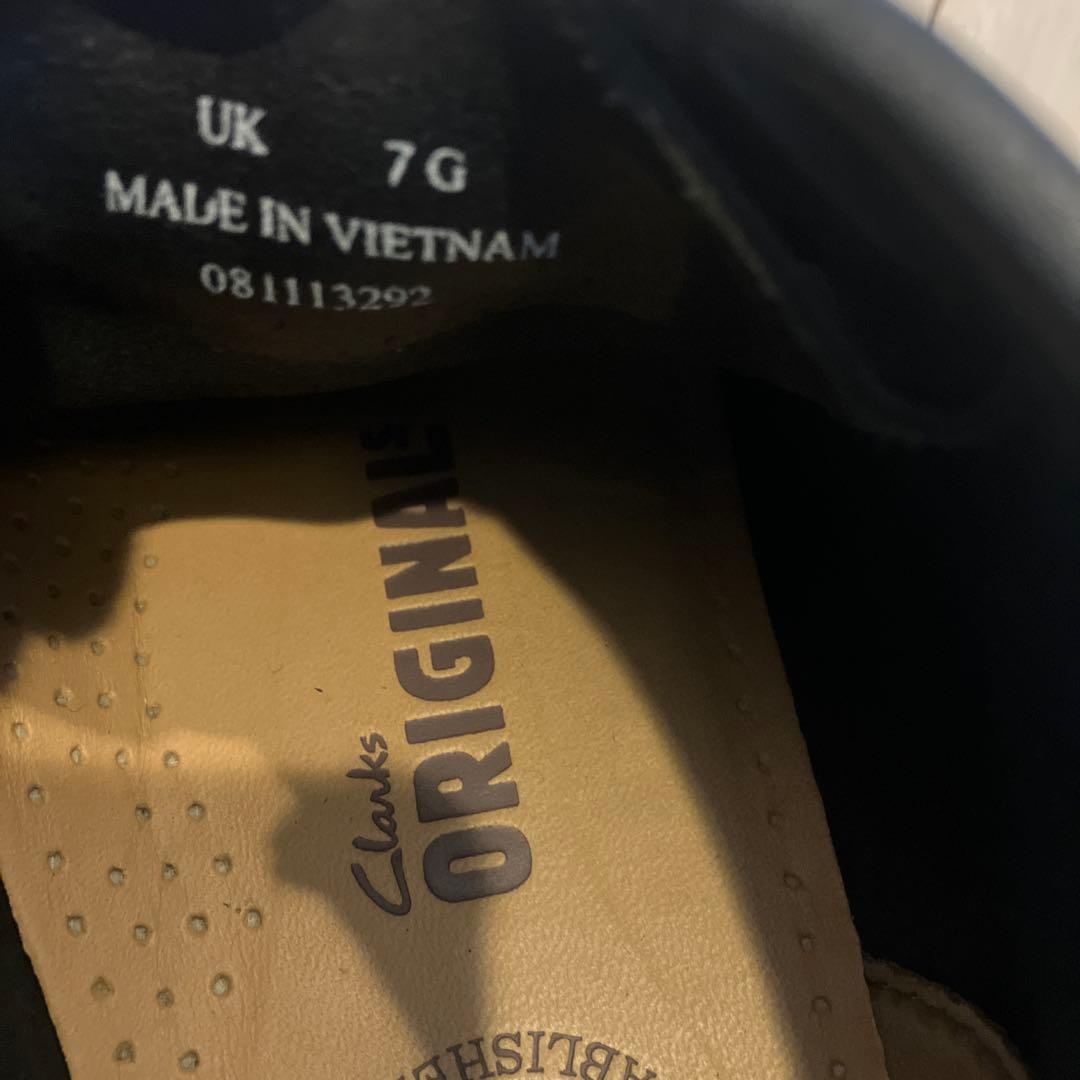 UK 7 G
MADE IN VIETNAM
081113292
Clarks
ORIGINALS